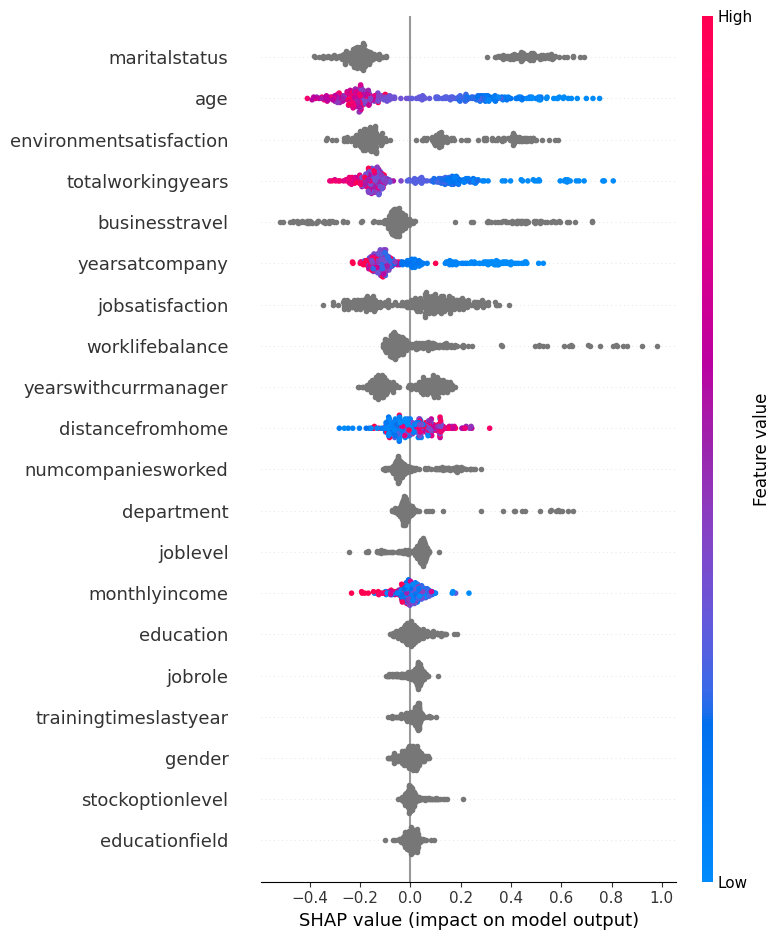 High
maritalstatus
age
environmentsatisfaction
totalworkingyears
businesstravel
yearsatcompany
jobsatisfaction
worklifebalance
yearswithcurrmanager
distancefromhome
numcompaniesworked
department
joblevel
monthlyincome
education
jobrole
trainingtimeslastyear
gender
stockoptionlevel
educationfield
Feature value
Low
−0.4 −0.2 0.0 0.2 0.4 0.6 0.8 1.0
SHAP value (impact on model output)